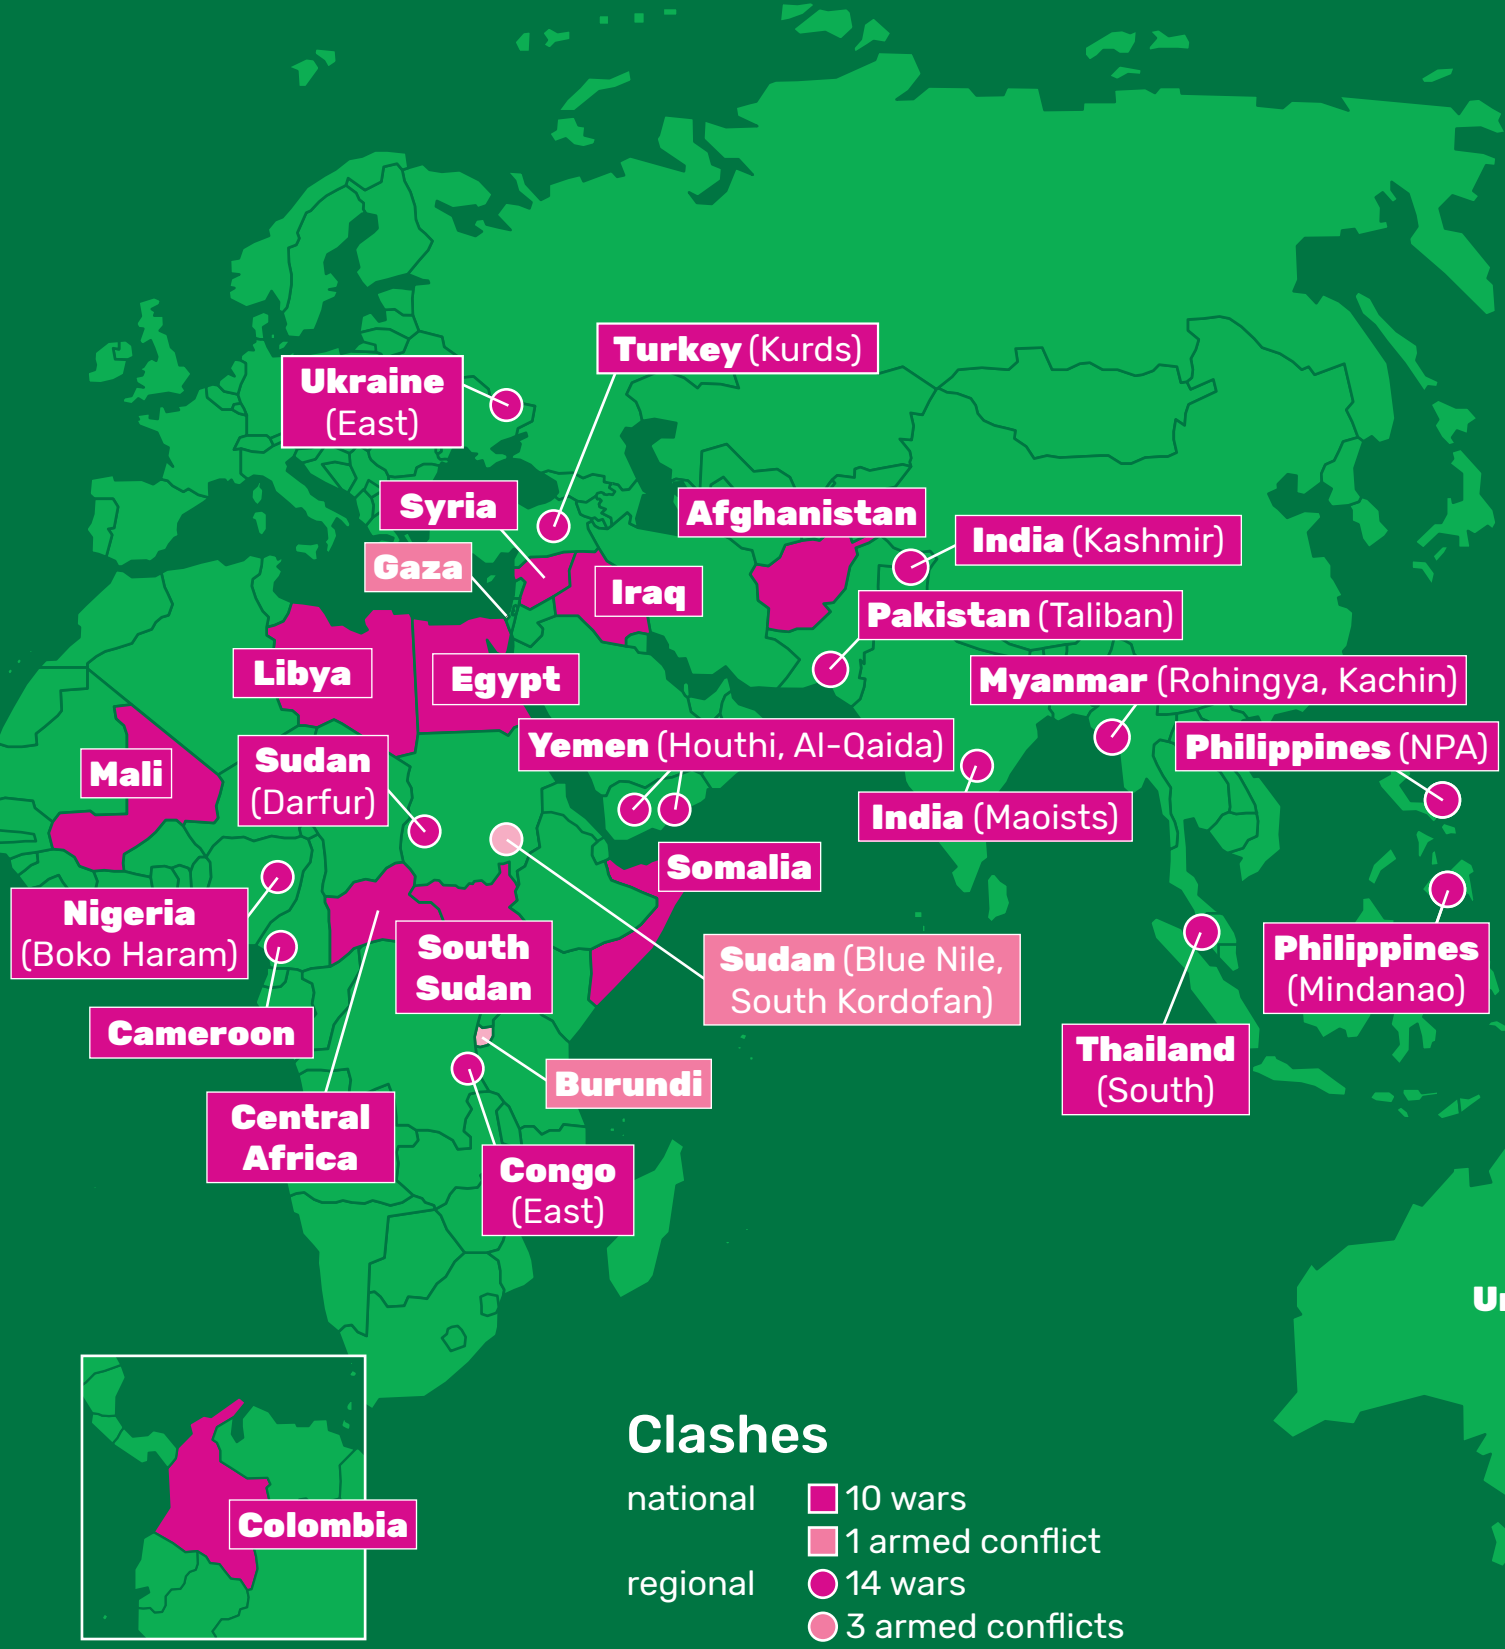 Turkey (Kurds)
Ukraine
(East)
Syria
Afghanistan
India (Kashmir)
Gaza
Iraq
Pakistan (Taliban)
Libya
Egypt
Myanmar (Rohingya, Kachin)
Yemen (Houthi, Al-Qaida)
Philippines (NPA)
Mali
Sudan
(Darfur)
India (Maoists)
Somalia
Nigeria
(Boko Haram)
South
Sudan
Sudan (Blue Nile,
South Kordofan)
Philippines
(Mindanao)
Cameroon
Thailand
(South)
Burundi
Central
Africa
Congo
(East)
Colombia
Clashes
national
10 wars
1 armed conflict
regional
14 wars
3 armed conflicts